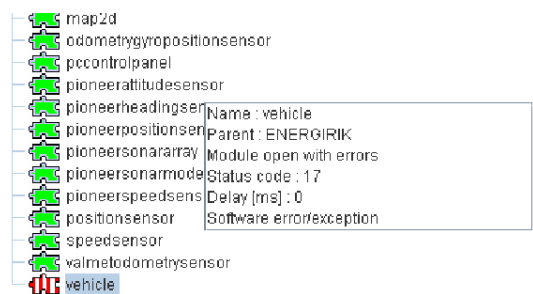 map2d
odometrygyropositionsensor
pccontrolpanel
pioneerattitudesensor
pioneerheadingsen
pioneerpositionsen
pioneersonararray
pioneersonarmode
pioneerspeedsens
positionsensor
speedsensor
valmetodometrysensor
vehicle
Name : vehicle
Parent : ENERGIRIK
Module open with errors
Status code : 17
Delay [ms] : 0
Software error/exception